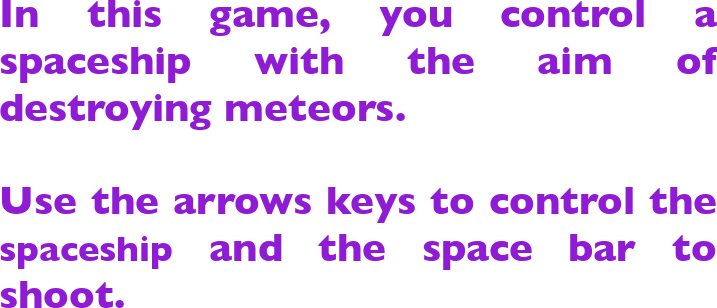 In this game, you control a
spaceship with the aim of
destroying meteors.
Use the arrows keys to control the
spaceship and the space bar to
shoot.